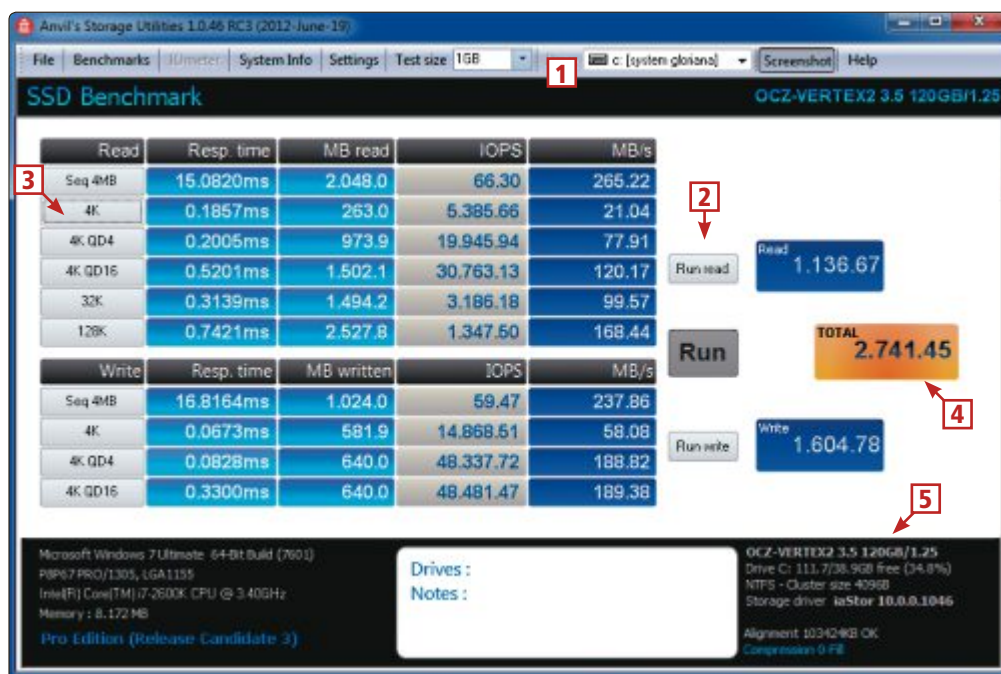 Anvil's Storage Utilities 1.0.46 RC3 (2012-June-19)
File Benchmarks IOmeter System Info Settings Test size 1GB c: [system gloriana] Screenshot Help
1
SSD Benchmark
OCZ-VERTEX2 3.5 120GB/1.25
Read Resp. time MB read IOPS MB/s
3
Seq 4MB 15.0820ms 2.048.0 66.30 265.22
4K 0.1857ms 263.0 5.385.66 21.04
4K QD4 0.2005ms 973.9 19.945.94 77.91
4K QD16 0.5201ms 1.502.1 30.763.13 120.17
32K 0.3139ms 1.494.2 3.186.18 99.57
128K 0.7421ms 2.527.8 1.347.50 168.44
2
Run read
Read
1.136.67
Run
TOTAL
2.741.45
4
Write Resp. time MB written IOPS MB/s
Seq 4MB 16.8164ms 1.024.0 59.47 237.86
4K 0.0673ms 581.9 14.868.51 58.08
4K QD4 0.0828ms 640.0 48.337.72 188.82
4K QD16 0.3300ms 640.0 48.481.47 189.38
Run write
Write
1.604.78
5
Microsoft Windows 7 Ultimate 64-Bit Build (7601)
P8P67 PRO/1305, LGA1155
Intel(R) Core(TM) i7-2600K CPU @ 3.40GHz
Memory : 8.172 MB
Pro Edition (Release Candidate 3)
Drives :
Notes :
OCZ-VERTEX2 3.5 120GB/1.25
Drive C: 111.7/38.9GB free (34.8%)
NTFS - Cluster size 4096B
Storage driver iaStor 10.0.0.1046
Alignment 103424KB OK
Compression 0-Fill